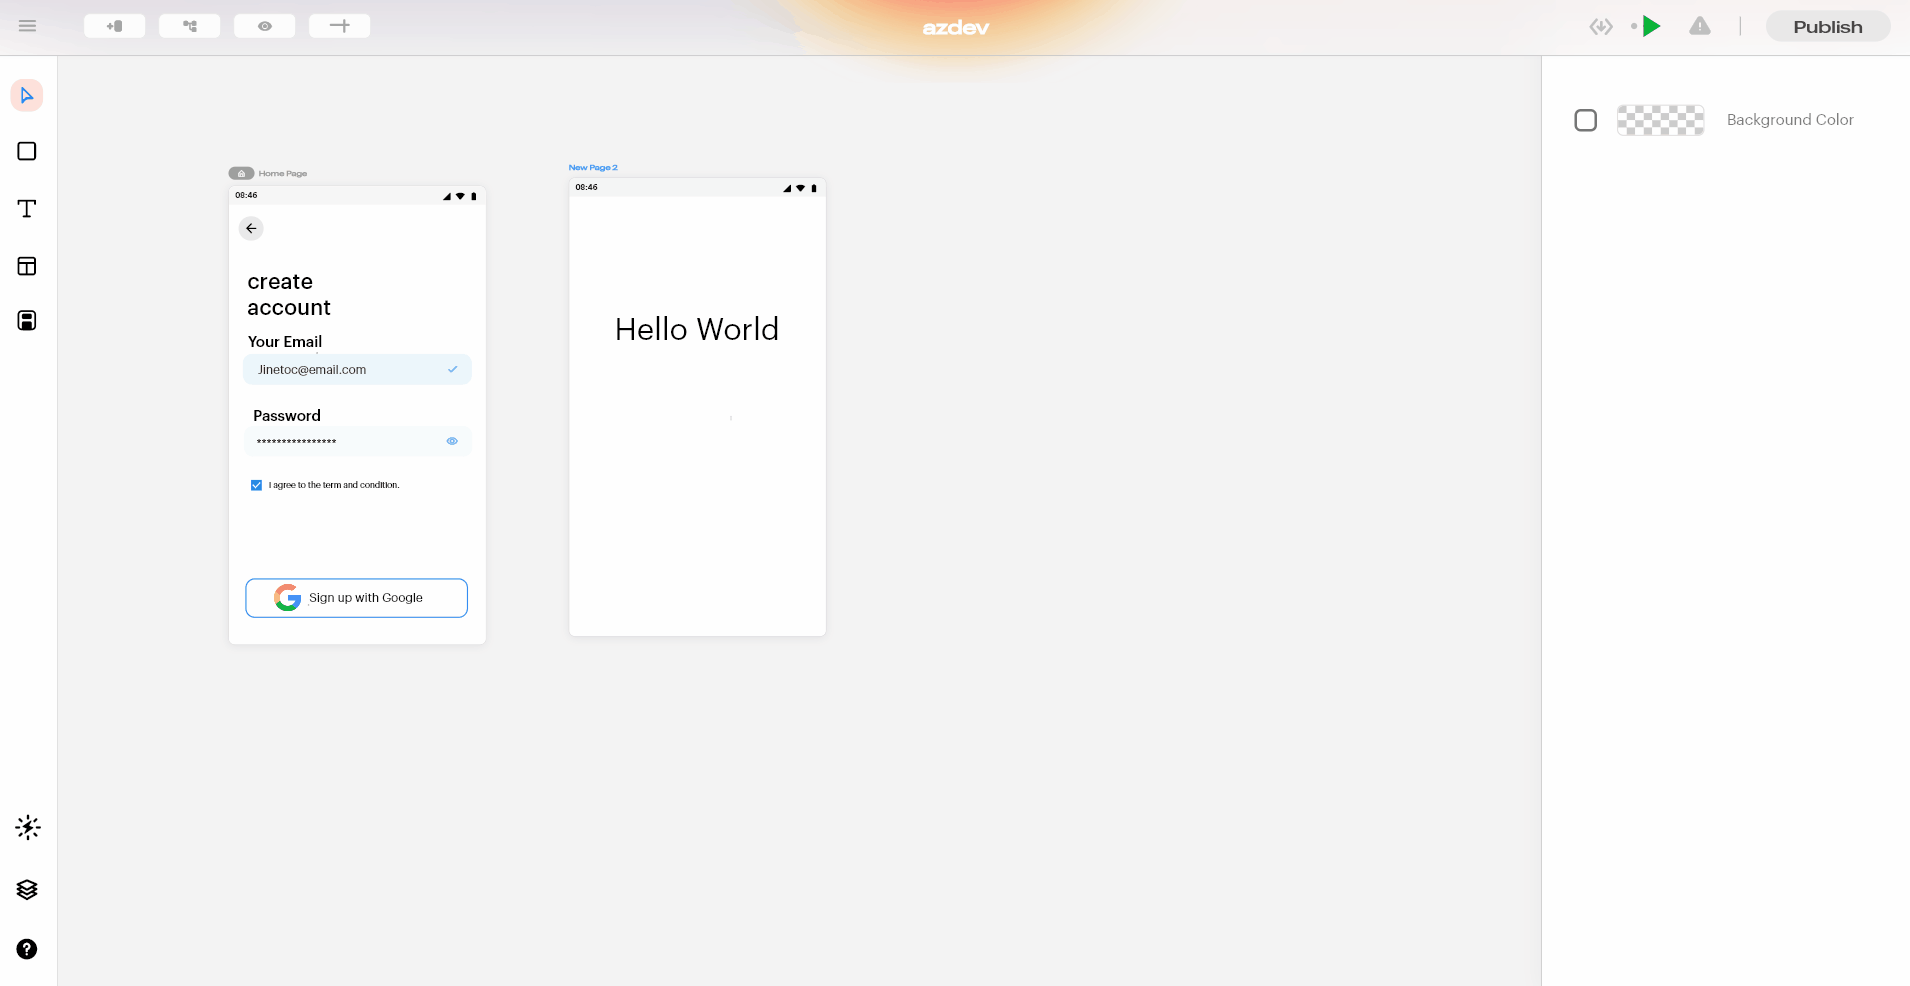 azdev
Publish
Background Color
Home Page
08:46
create
account
Your Email
Jinetoc@email.com
Password
****************
I agree to the term and condition.
Sign up with Google
New Page 2
08:46
Hello World